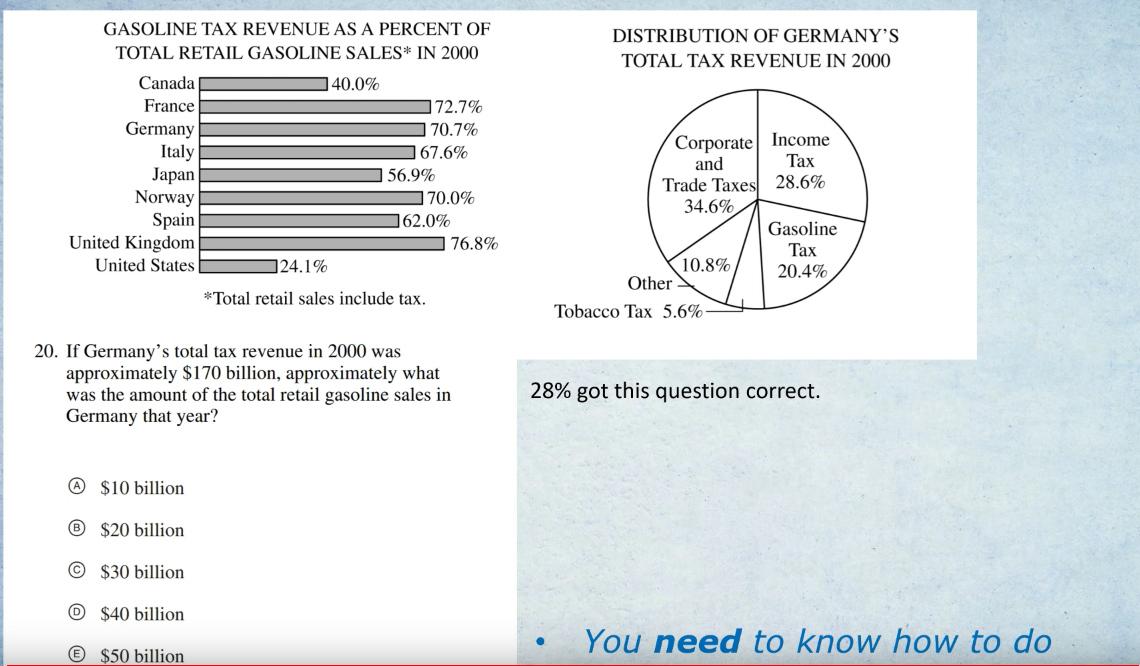 GASOLINE TAX REVENUE AS A PERCENT OF
TOTAL RETAIL GASOLINE SALES* IN 2000
Canada 40.0%
France 72.7%
Germany 70.7%
Italy 67.6%
Japan 56.9%
Norway 70.0%
Spain 62.0%
United Kingdom 76.8%
United States 24.1%
*Total retail sales include tax.
DISTRIBUTION OF GERMANY'S
TOTAL TAX REVENUE IN 2000
Corporate
and
Trade Taxes
34.6%
Income
Tax
28.6%
Gasoline
Tax
20.4%
10.8%
Other
Tobacco Tax 5.6%
20. If Germany's total tax revenue in 2000 was
approximately $170 billion, approximately what
was the amount of the total retail gasoline sales in
Germany that year?
A $10 billion
B $20 billion
C $30 billion
D $40 billion
E $50 billion
28% got this question correct.
• You need to know how to do